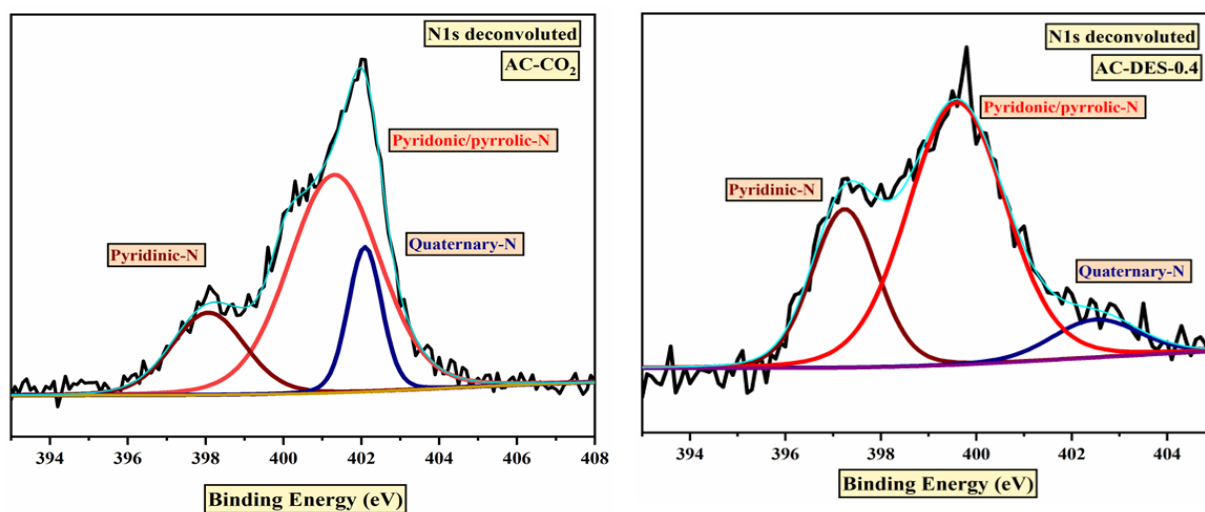 N1s deconvoluted
AC-CO₂
Pyridonic/pyrrolic-N
Quaternary-N
Pyridinic-N
394 396 398 400 402 404 406 408
Binding Energy (eV)
N1s deconvoluted
AC-DES-0.4
Pyridonic/pyrrolic-N
Pyridinic-N
Quaternary-N
394 396 398 400 402 404
Binding Energy (eV)